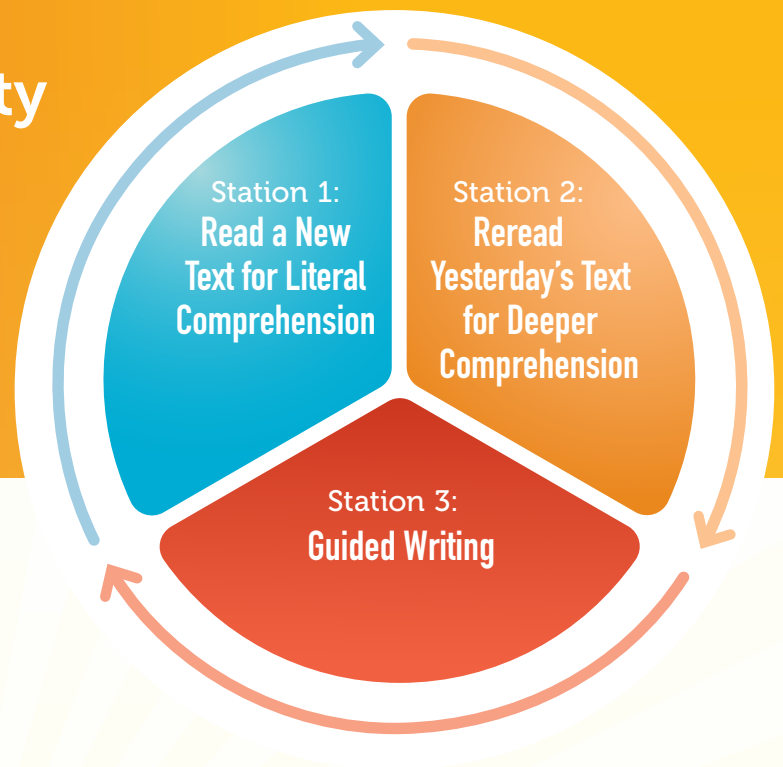 ty
Station 1:
Read a New
Text for Literal
Comprehension
Station 2:
Reread
Yesterday's Text
for Deeper
Comprehension
Station 3:
Guided Writing